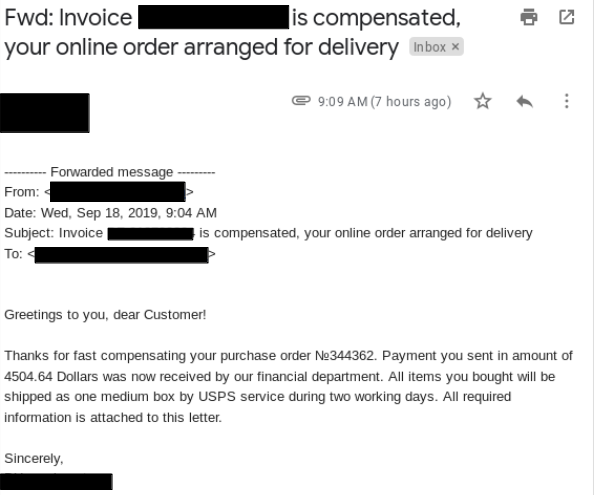 Fwd: Invoice is compensated,
your online order arranged for delivery Inbox ×
9:09 AM (7 hours ago)
---------- Forwarded message ---------
From: < >
Date: Wed, Sep 18, 2019, 9:04 AM
Subject: Invoice is compensated, your online order arranged for delivery
To: < >
Greetings to you, dear Customer!
Thanks for fast compensating your purchase order №344362. Payment you sent in amount of
4504.64 Dollars was now received by our financial department. All items you bought will be
shipped as one medium box by USPS service during two working days. All required
information is attached to this letter.
Sincerely,